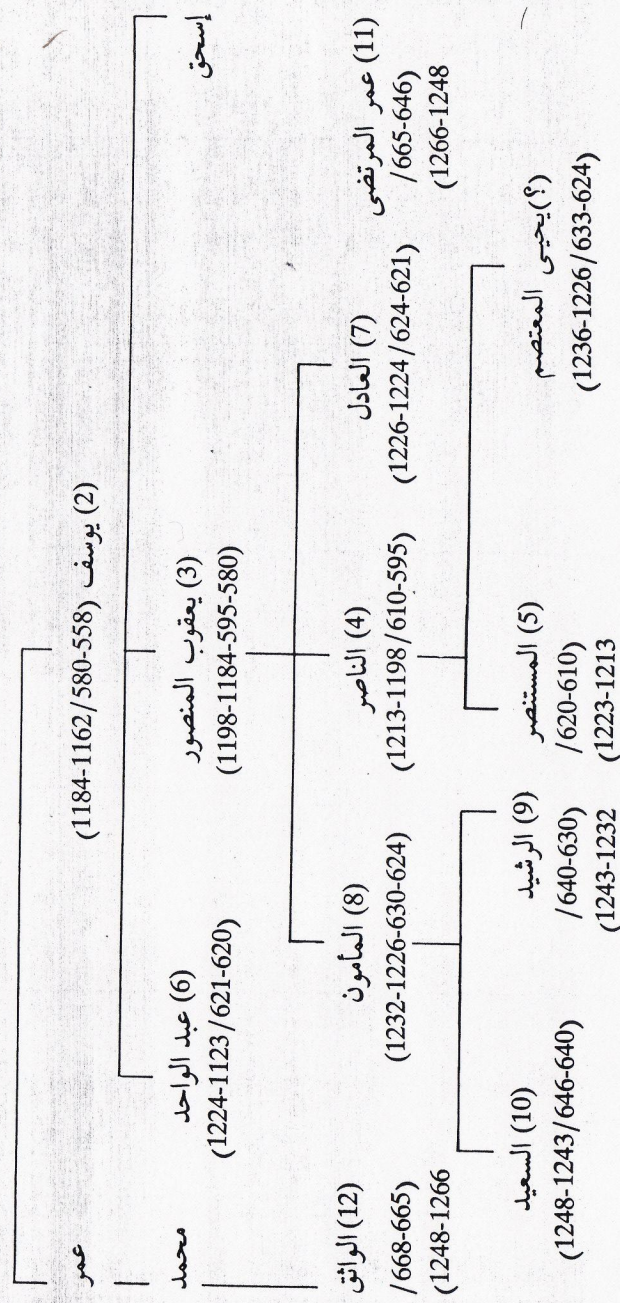 (2) يوسف (558-580/1162-1184)
عمر
إسحق
(3) يعقوب المنصور
(580-595-1184-1198)
(6) عبد الواحد
(620-621/1123-1224)
محمد
(11) عمر المرتضى
(646-665/
1248-1266)
(7) العادل
(621-624/1224-1226)
(4) الناصر
(595-610/1198-1213)
(8) المأمون
(624-630-1226-1232)
(12) الواثق
(665-668/
1266-1248)
(؟) يحيى المعتصم
(624-633/1226-1236)
(5) المستنصر
(610-620/
1213-1223)
(9) الرشيد
(630-640/
1232-1243)
(10) السعيد
(640-646/1243-1248)